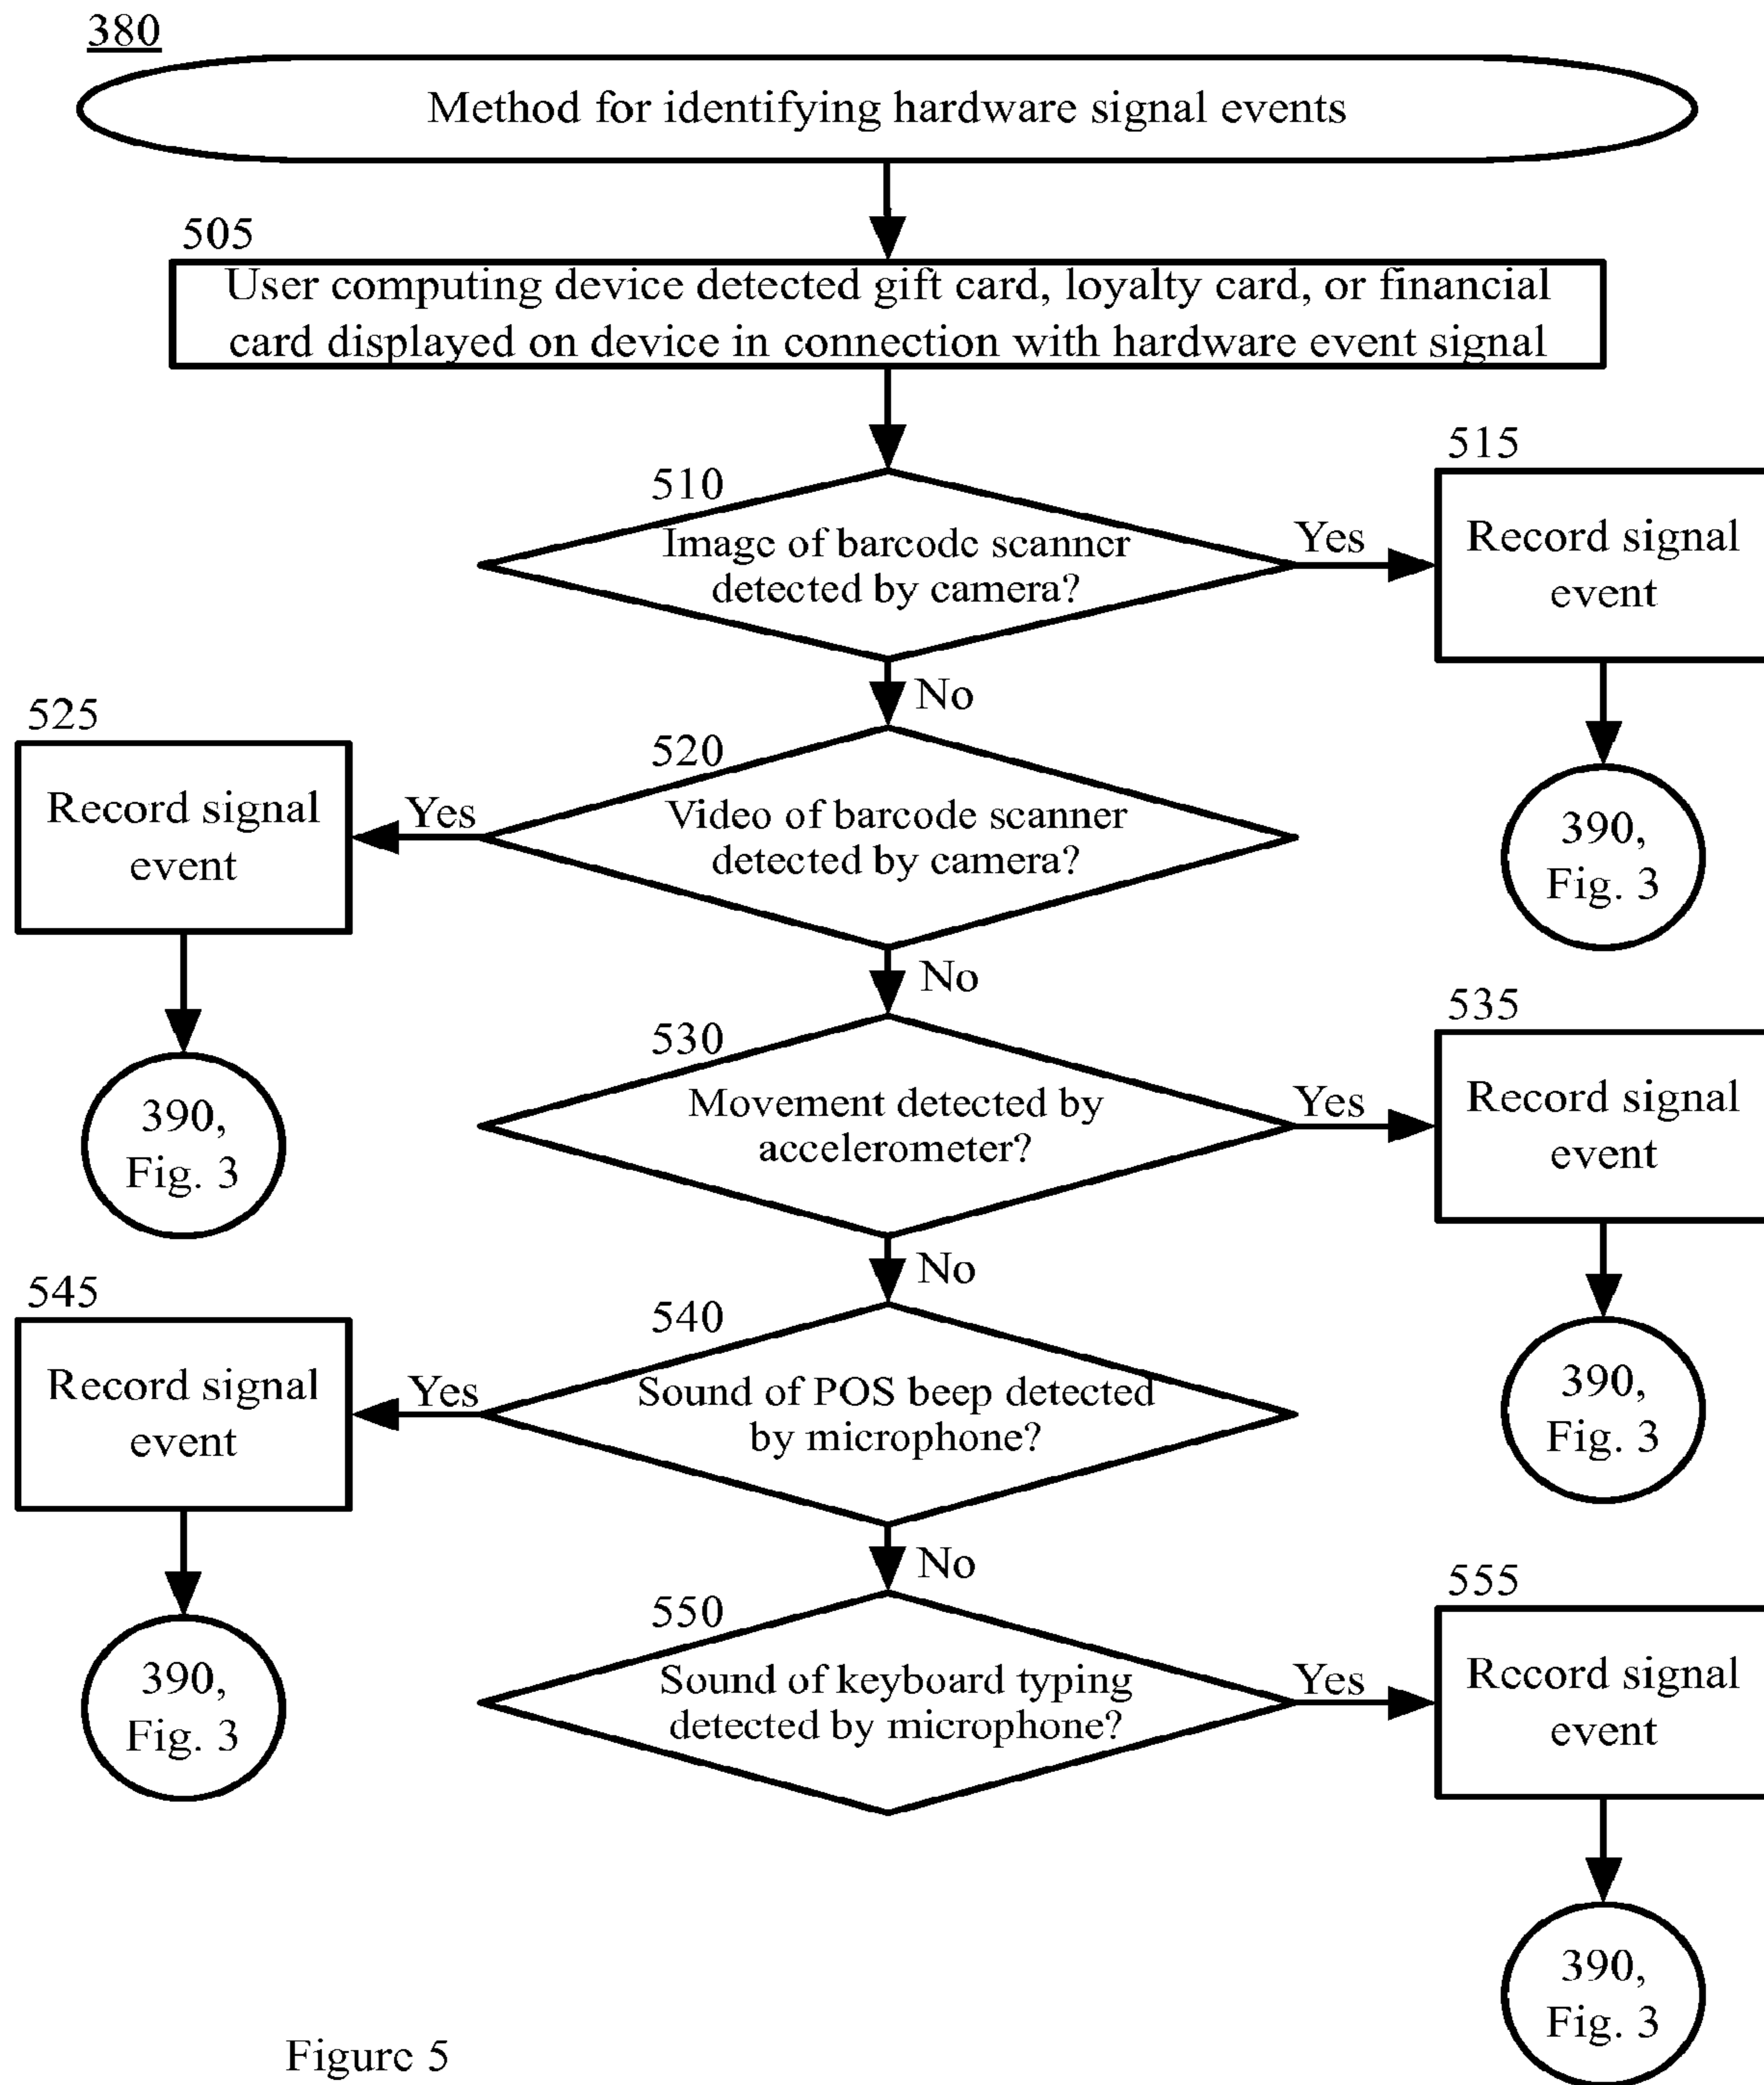 380
Method for identifying hardware signal events
505
User computing device detected gift card, loyalty card, or financial
card displayed on device in connection with hardware event signal
510
Image of barcode scanner
detected by camera?
Yes
515
Record signal
event
390,
Fig. 3
No
520
Video of barcode scanner
detected by camera?
Yes
525
Record signal
event
390,
Fig. 3
No
530
Movement detected by
accelerometer?
Yes
535
Record signal
event
390,
Fig. 3
No
540
Sound of POS beep detected
by microphone?
Yes
545
Record signal
event
390,
Fig. 3
No
550
Sound of keyboard typing
detected by microphone?
Yes
555
Record signal
event
390,
Fig. 3
Figure 5